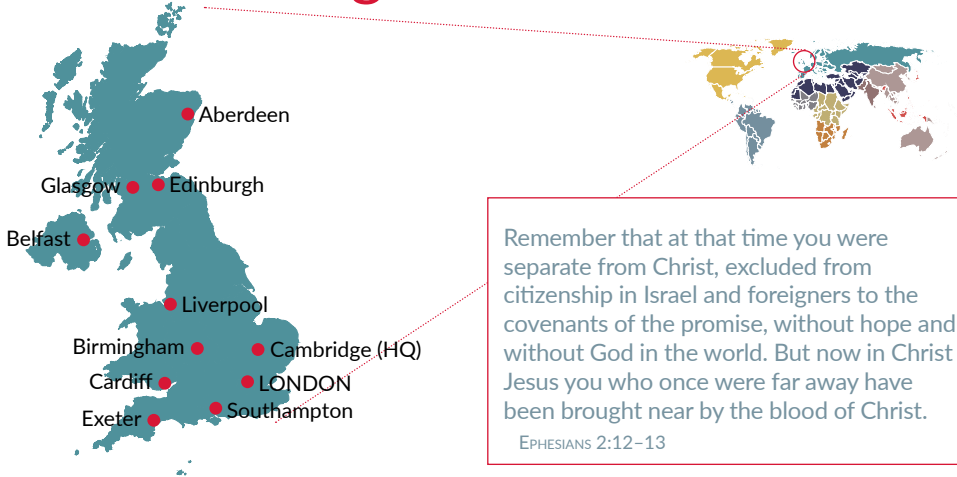 Aberdeen
Glasgow
Edinburgh
Belfast
Liverpool
Birmingham
Cambridge (HQ)
Cardiff
LONDON
Southampton
Exeter
Remember that at that time you were
separate from Christ, excluded from
citizenship in Israel and foreigners to the
covenants of the promise, without hope and
without God in the world. But now in Christ
Jesus you who once were far away have
been brought near by the blood of Christ.
Ephesians 2:12–13